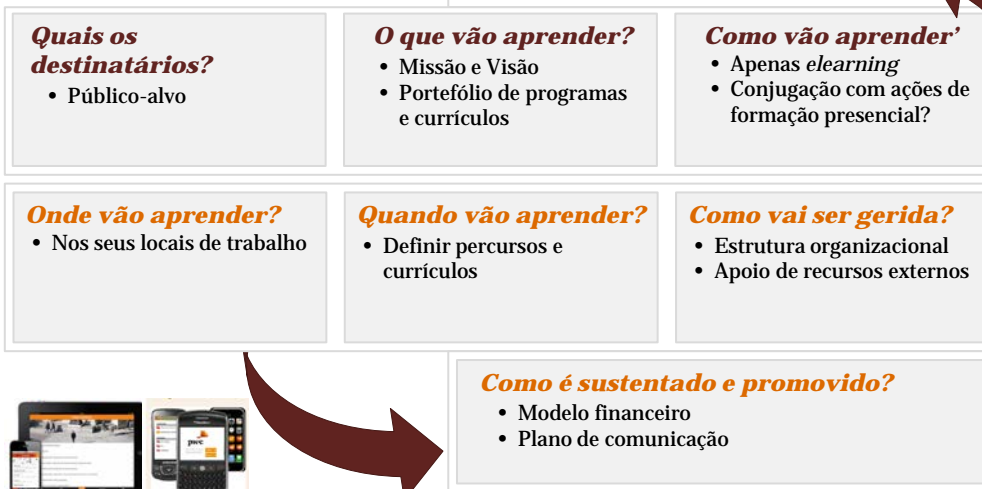 Quais os
destinatários?
• Público-alvo
O que vão aprender?
• Missão e Visão
• Portefólio de programas
e currículos
Como vão aprender’
• Apenas elearning
• Conjugação com ações de
formação presencial?
Onde vão aprender?
• Nos seus locais de trabalho
Quando vão aprender?
• Definir percursos e
currículos
Como vai ser gerida?
• Estrutura organizacional
• Apoio de recursos externos
Como é sustentado e promovido?
• Modelo financeiro
• Plano de comunicação
pwc